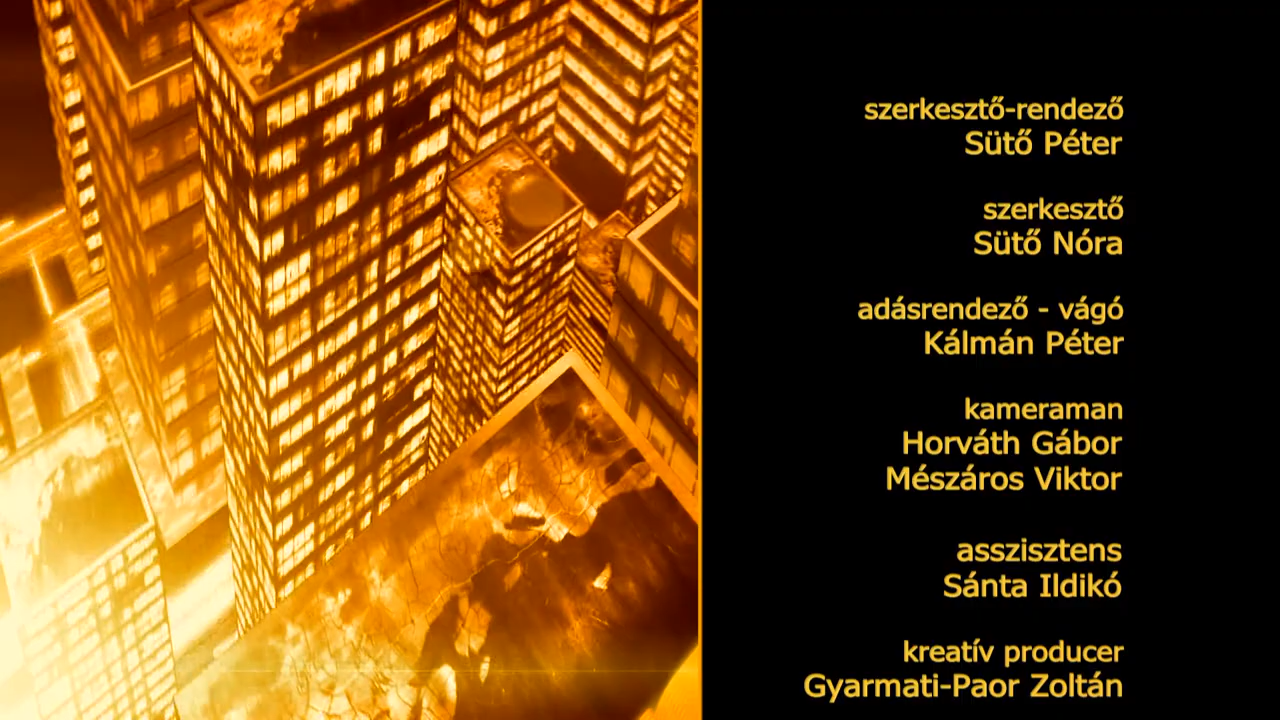 szerkesztő-rendező
Sütő Péter
szerkesztő
Sütő Nóra
adásrendező - vágó
Kálmán Péter
kameraman
Horváth Gábor
Mészáros Viktor
asszisztens
Sánta Ildikó
kreatív producer
Gyarmati-Paor Zoltán